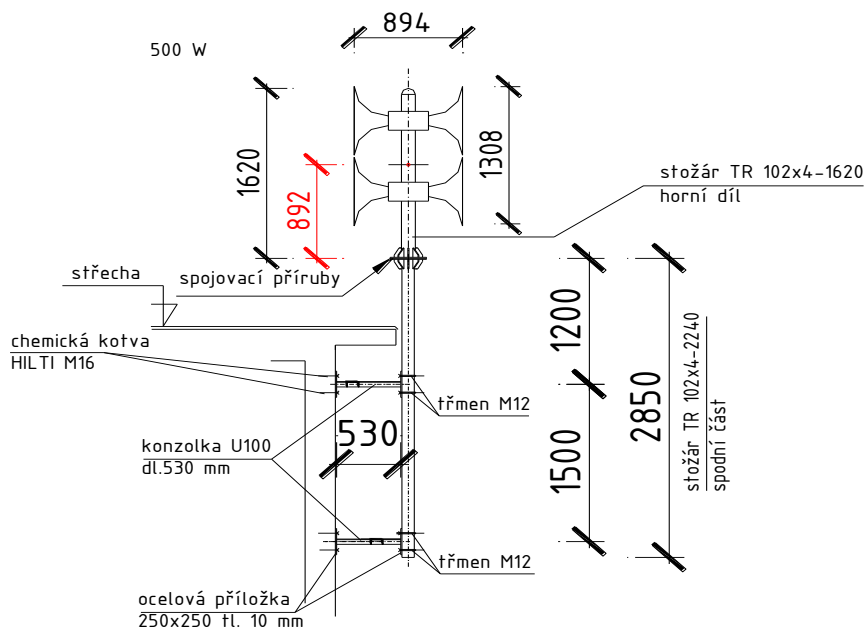 894
500 W
1620
892
1308
stožár TR 102x4-1620
horní díl
střecha
spojovací příruby
chemická kotva
HILTI M16
1200
třmen M12
530
konzolka U100
dl.530 mm
1500
2850
stožár TR 102x4-2240
spodní část
třmen M12
ocelová příložka
250x250 tl. 10 mm